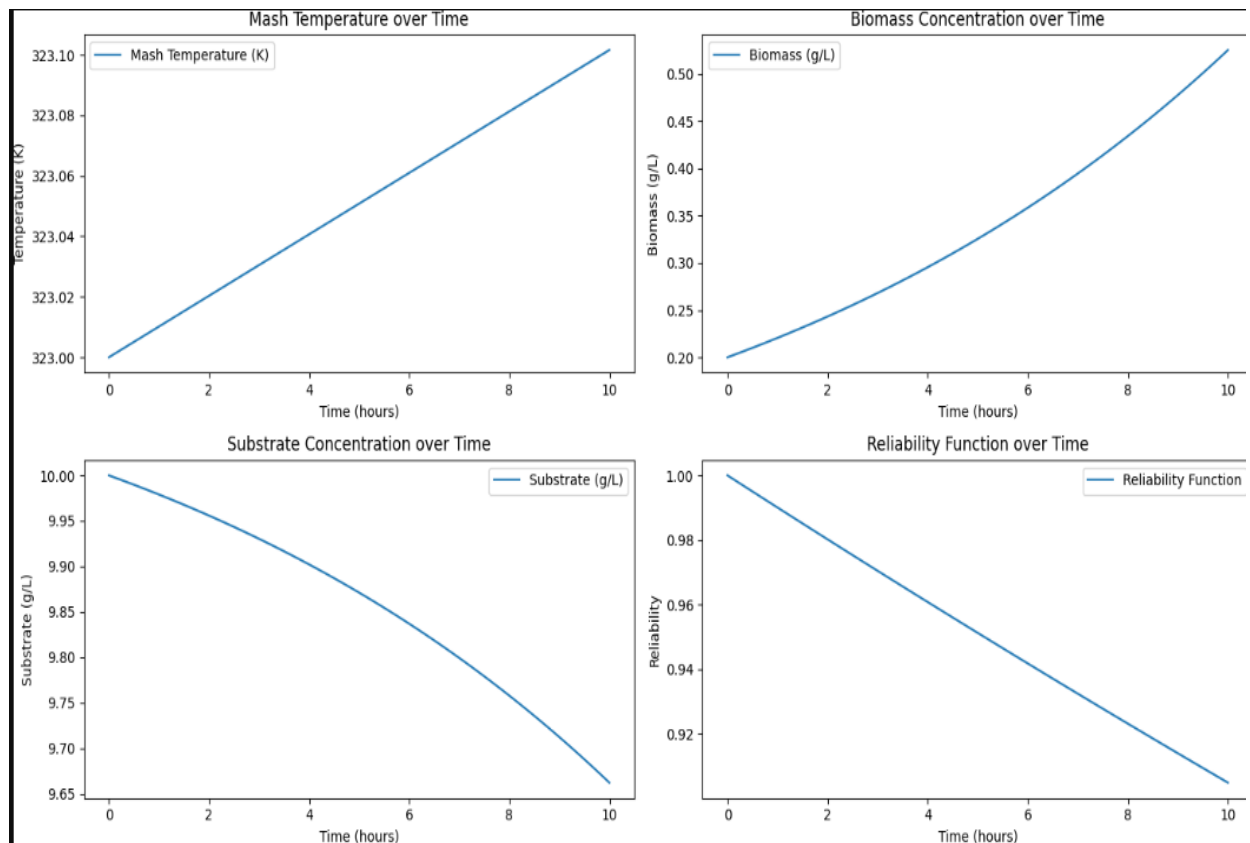 Mash Temperature over Time
Mash Temperature (K)
Temperature (K)
323.10
323.08
323.06
323.04
323.02
323.00
0 2 4 6 8 10
Time (hours)
Biomass Concentration over Time
Biomass (g/L)
Biomass (g/L)
0.50
0.45
0.40
0.35
0.30
0.25
0.20
0 2 4 6 8 10
Time (hours)
Substrate Concentration over Time
Substrate (g/L)
Substrate (g/L)
10.00
9.95
9.90
9.85
9.80
9.75
9.70
9.65
0 2 4 6 8 10
Time (hours)
Reliability Function over Time
Reliability Function
Reliability
1.00
0.98
0.96
0.94
0.92
0 2 4 6 8 10
Time (hours)